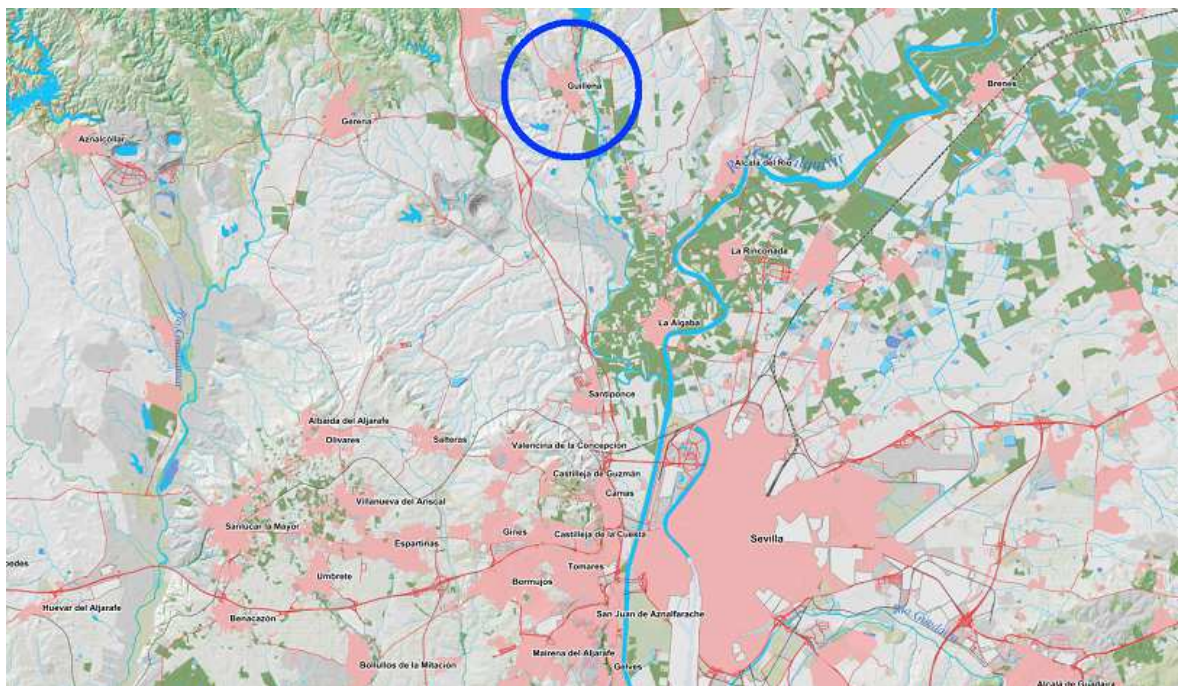 Guillena
Brenes
Gerena
Aznalcóllar
Alcalá del Río
La Rinconada
La Algaba
Santiponce
Albaida del Aljarafe
Olivares
Salteras
Valencina de la Concepción
Castilleja de Guzmán
Camas
Villanueva del Ariscal
Sanlúcar la Mayor
Gines
Castilleja de la Cuesta
Espartinas
Sevilla
Tomares
Umbrete
Bormujos
Huevar del Aljarafe
Benacazón
San Juan de Aznalfarache
Mairena del Aljarafe
Bollullos de la Mitación
Gelves
Alcalá de Guadaira